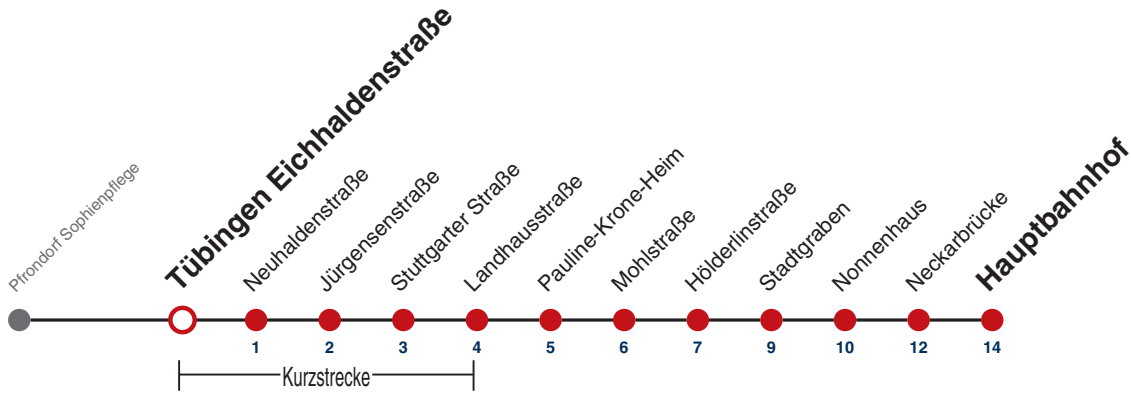 Pfrondorf Sophienpflege
Tübingen Eichhaldenstraße
Neuhaldenstraße
Jürgensenstraße
Stuttgarter Straße
Landhausstraße
Pauline-Krone-Heim
Mohlstraße
Hölderlinstraße
Stadtgraben
Nonnenhaus
Neckarbrücke
Hauptbahnhof
1 2 3 4 5 6 7 9 10 12 14
Kurzstrecke